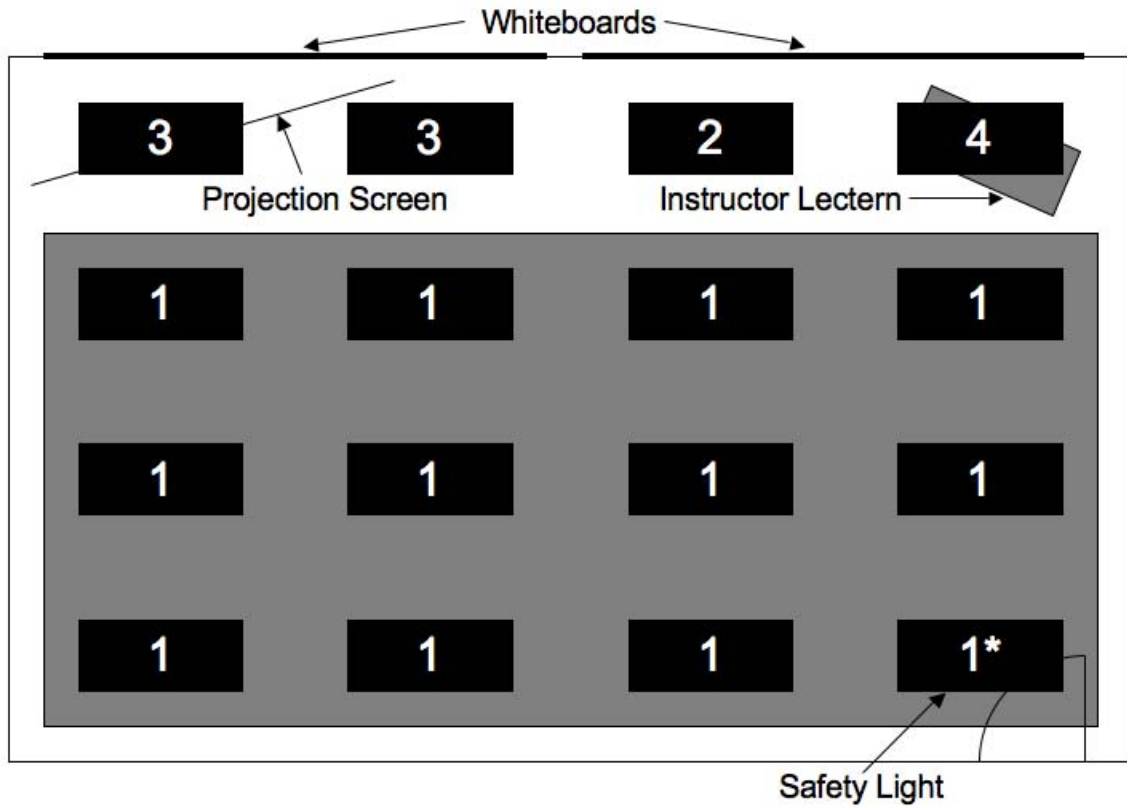 Whiteboards
3 3 2 4
Projection Screen Instructor Lectern
1 1 1 1
1 1 1 1
1 1 1 1*
Safety Light